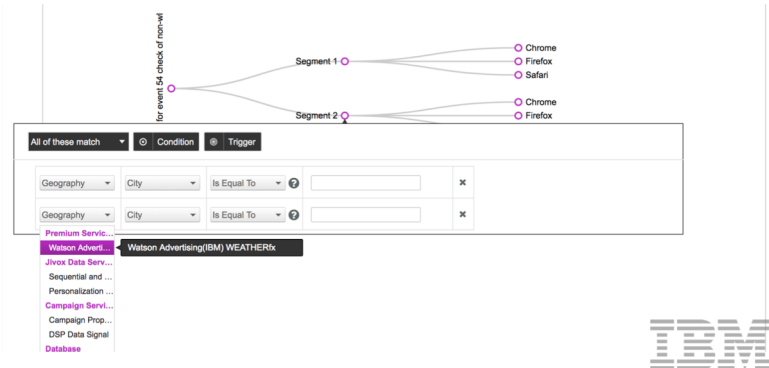 for event 54 check of non-wl
Chrome
Segment 1
Firefox
Safari
Chrome
Segment 2
Firefox
All of these match
Condition
Trigger
Geography City Is Equal To ?
Geography City Is Equal To ?
Premium Servic...
Watson Adverti... Watson Advertising(IBM) WEATHERfx
Jivox Data Serv...
Sequential and ...
Personalization ...
Campaign Servi...
Campaign Prop...
DSP Data Signal
Database
IBM